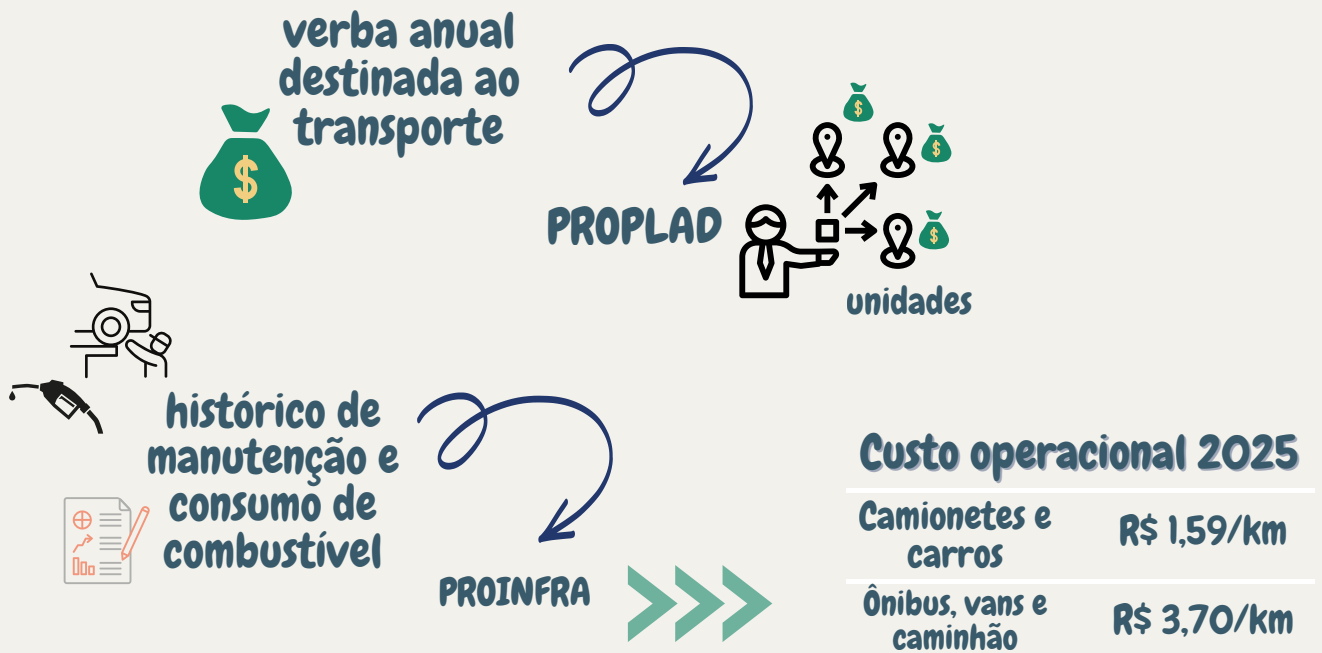 verba anual
destinada ao
transporte
$
$
$
$
PROPLAD
unidades
histórico de
manutenção e
consumo de
combustível
PROINFRA
Custo operacional 2025
Camionetes e
carros
R$ 1,59/km
Ônibus, vans e
caminhão
R$ 3,70/km